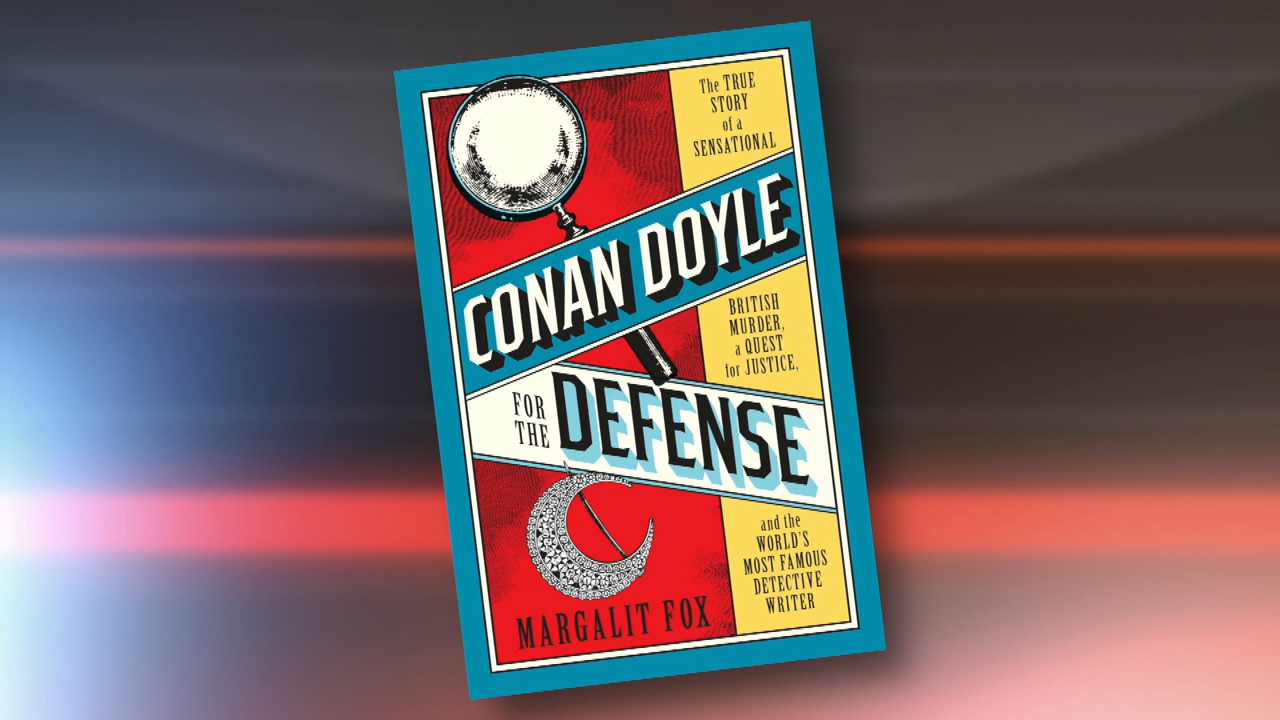 The TRUE
STORY
of a
SENSATIONAL
CONAN DOYLE
BRITISH
MURDER,
a QUEST
for JUSTICE,
FOR
THE
DEFENSE
and the
WORLD'S
MOST FAMOUS
DETECTIVE
WRITER
MARGALIT FOX